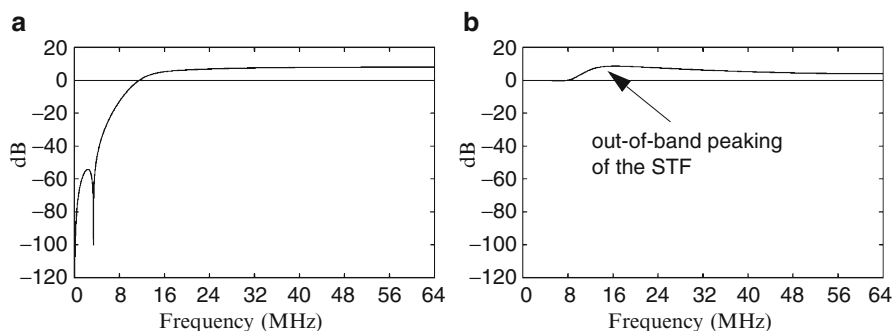 a
20
0
−20
−40
−60
−80
−100
−120
dB
0 8 16 24 32 40 48 56 64
Frequency (MHz)
b
20
0
−20
−40
−60
−80
−100
−120
dB
out-of-band peaking
of the STF
0 8 16 24 32 40 48 56 64
Frequency (MHz)